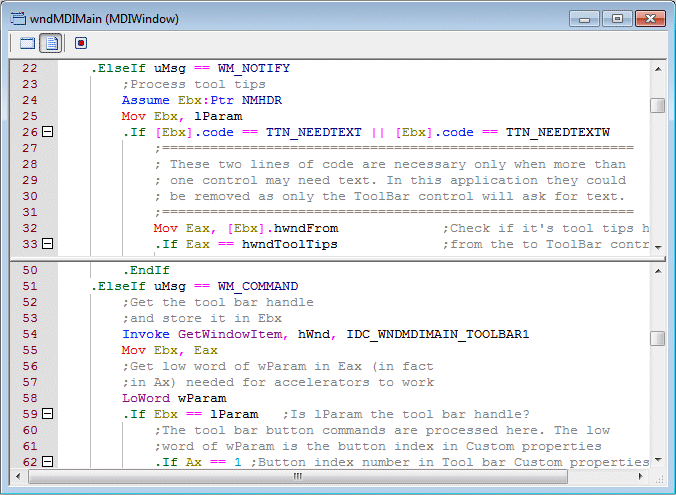 wndMDIMain (MDIWindow)
22 .ElseIf uMsg == WM_NOTIFY
23 ;Process tool tips
24 Assume Ebx:Ptr NMHDR
25 Mov Ebx, lParam
26 .If [Ebx].code == TTN_NEEDTEXT || [Ebx].code == TTN_NEEDTEXTW
27 ;===========================================================
28 ; These two lines of code are necessary only when more than
29 ; one control may need text. In this application they could
30 ; be removed as only the ToolBar control will ask for text.
31 ;===========================================================
32 Mov Eax, [Ebx].hwndFrom ;Check if it's tool tips h
33 .If Eax == hwndToolTips ;from the to ToolBar contr
50 .EndIf
51 .ElseIf uMsg == WM_COMMAND
52 ;Get the tool bar handle
53 ;and store it in Ebx
54 Invoke GetWindowItem, hWnd, IDC_WNDMDIMAIN_TOOLBAR1
55 Mov Ebx, Eax
56 ;Get low word of wParam in Eax (in fact
57 ;in Ax) needed for accelerators to work
58 LoWord wParam
59 .If Ebx == lParam ;Is lParam the tool bar handle?
60 ;The tool bar button commands are processed here. The low
61 ;word of wParam is the button index in Custom properties
62 .If Ax == 1 ;Button index number in Tool bar Custom properties